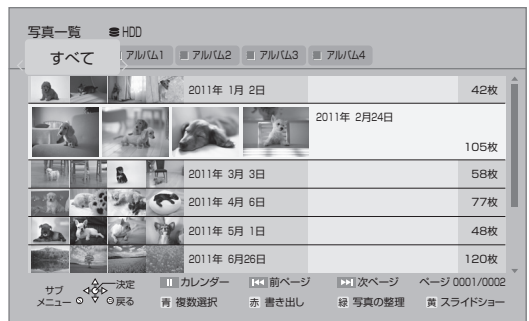 写真一覧 HDD
すべて アルバム1 アルバム2 アルバム3 アルバム4
2011年 1月 2日 42枚
2011年 2月24日
105枚
2011年 3月 3日 58枚
2011年 4月 6日 77枚
2011年 5月 1日 48枚
2011年 6月26日 120枚
サブメニュー 決定 戻る カレンダー 前ページ 次ページ ページ 0001/0002
青 複数選択 赤 書き出し 緑 写真の整理 黄 スライドショー